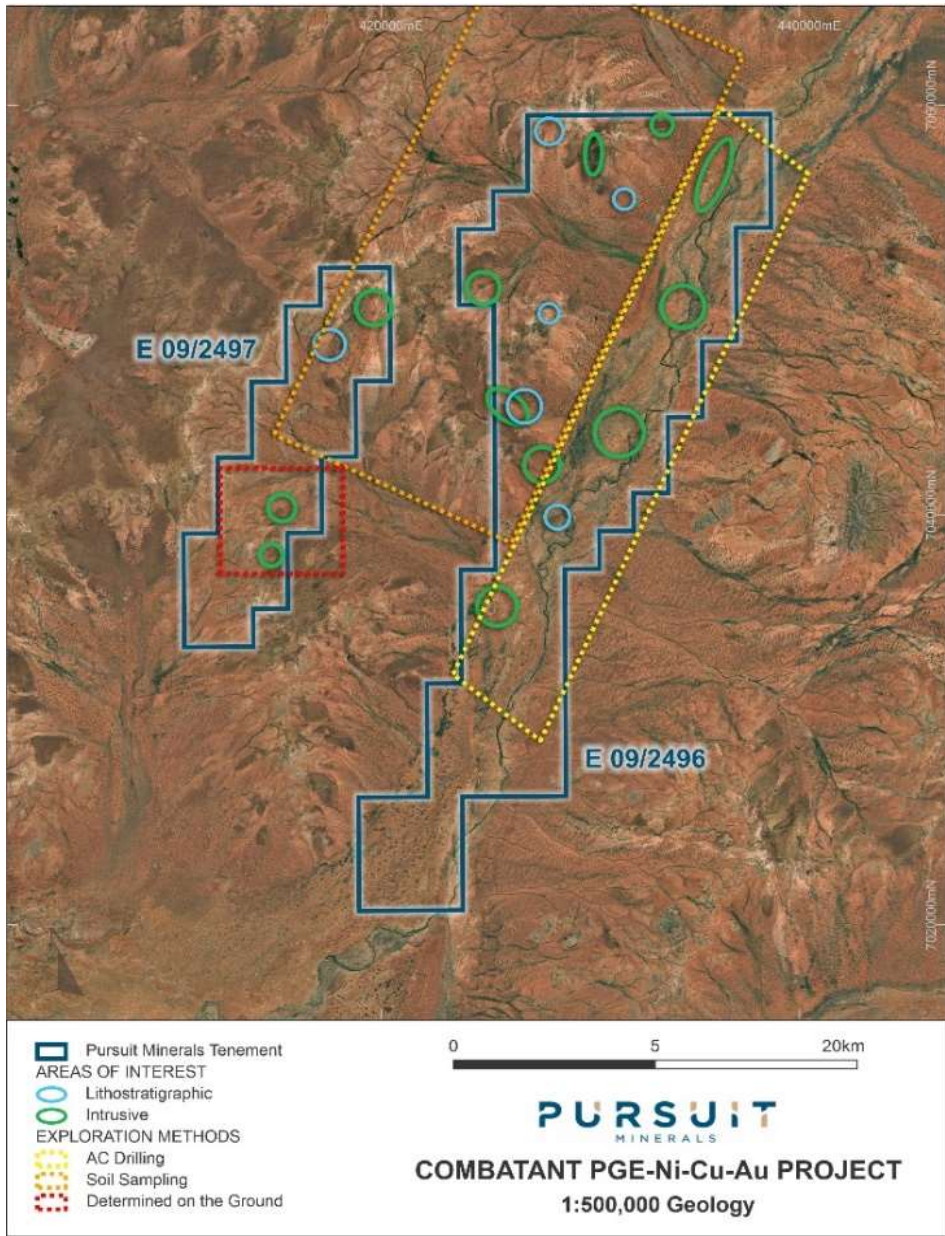 420000mE
440000mE
7060000mN
E 09/2497
7040000mN
E 09/2496
7020000mN
Pursuit Minerals Tenement
AREAS OF INTEREST
Lithostratigraphic
Intrusive
EXPLORATION METHODS
AC Drilling
Soil Sampling
Determined on the Ground
0 5 20km
PURSUIT
MINERALS
COMBATANT PGE-Ni-Cu-Au PROJECT
1:500,000 Geology